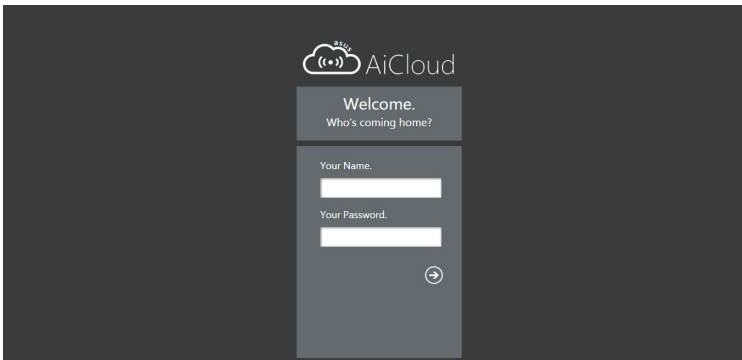 asus
AiCloud
Welcome.
Who's coming home?
Your Name.
Your Password.